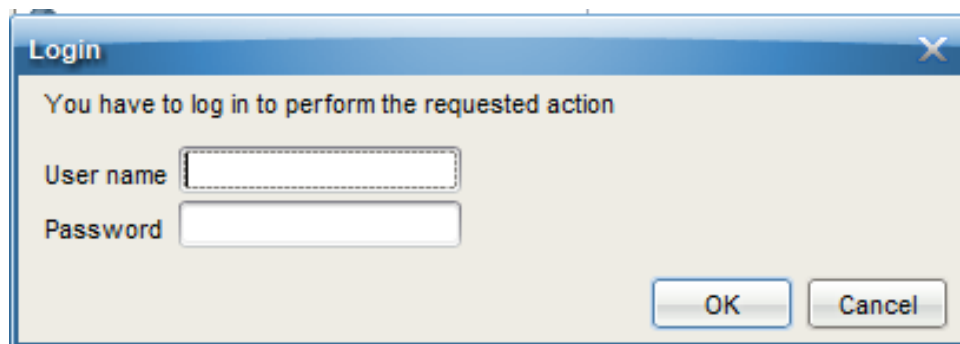 Login
You have to log in to perform the requested action
User name
Password
OK Cancel